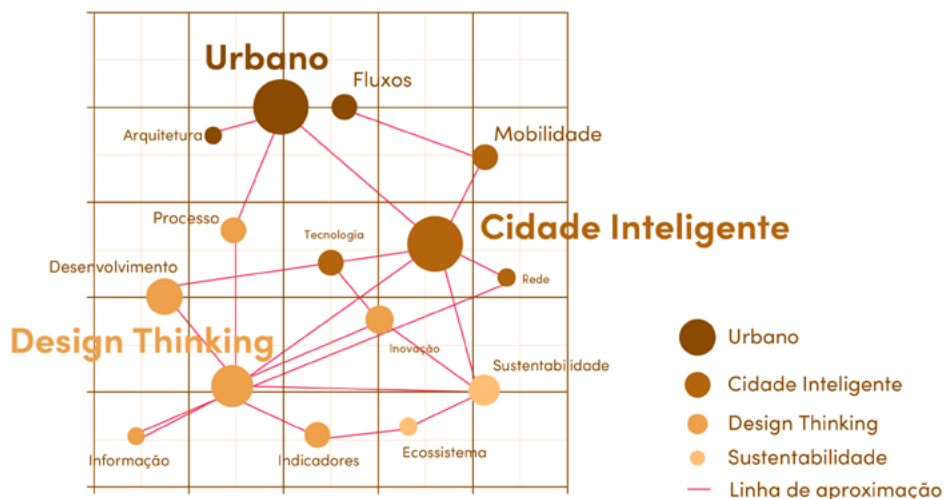 Urbano
Fluxos
Arquitetura
Mobilidade
Processo
Cidade Inteligente
Tecnologia
Desenvolvimento
Rede
Design Thinking
Inovação
Sustentabilidade
Ecossistema
Informação
Indicadores
Urbano
Cidade Inteligente
Design Thinking
Sustentabilidade
Linha de aproximação